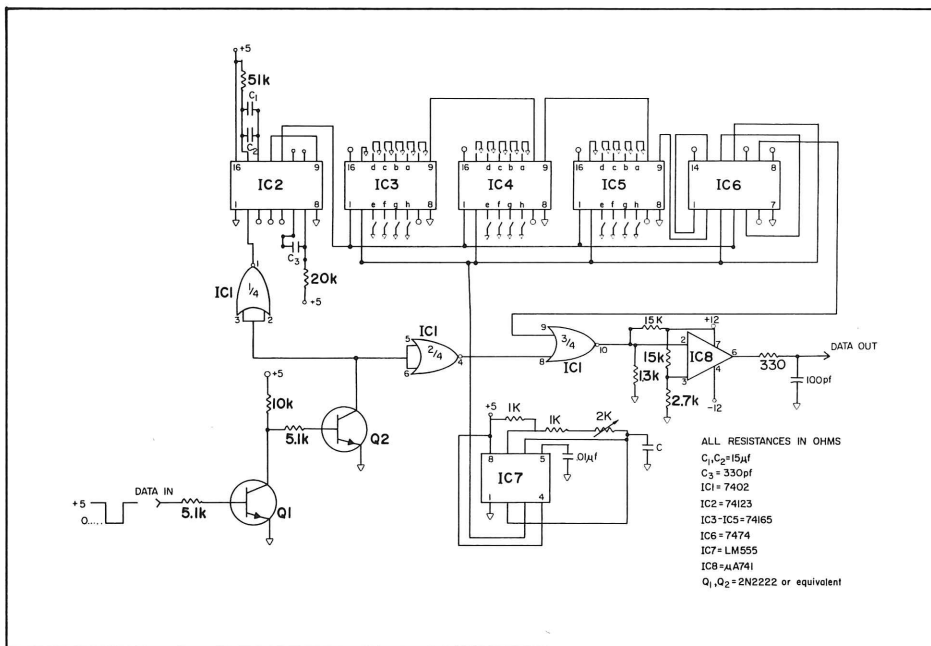 +5
51k
C1
C2
16 9
IC2
1 8
16 d c b a 9
IC3
1 e f g h 8
16 d c b a 9
IC4
1 e f g h 8
16 d c b a 9
IC5
1 e f g h 8
14 8
IC6
1 7
C3
20k
+5
1
IC1 1/4
3 2
IC1
5
2/4
6 4
9
3/4
8 10
IC1
15K
+12
15k
1.3k
2 7
IC8 6
3 4
2.7k
-12
330
DATA OUT
100pf
+5
10k
5.1k
Q2
+5
1K
1K
2K
8 5
.01µf
C
IC7
1 4
+5
0.....
DATA IN
5.1k
Q1
ALL RESISTANCES IN OHMS
C1,C2=15µf
C3=330pf
IC1=7402
IC2=74123
IC3-IC5=74165
IC6=7474
IC7=LM555
IC8=µA741
Q1,Q2=2N2222 or equivalent